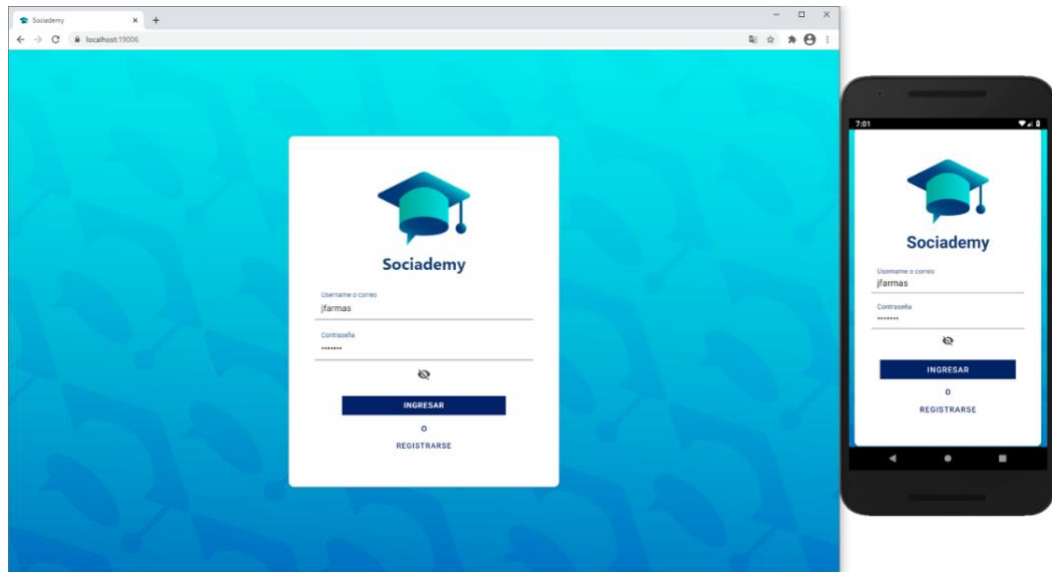 Sociademy
localhost:19006
Sociademy
Username o correo
jfarmas
Contraseña
•••••••
INGRESAR
O
REGISTRARSE
7:01
Sociademy
Username o correo
jfarmas
Contraseña
•••••••
INGRESAR
O
REGISTRARSE